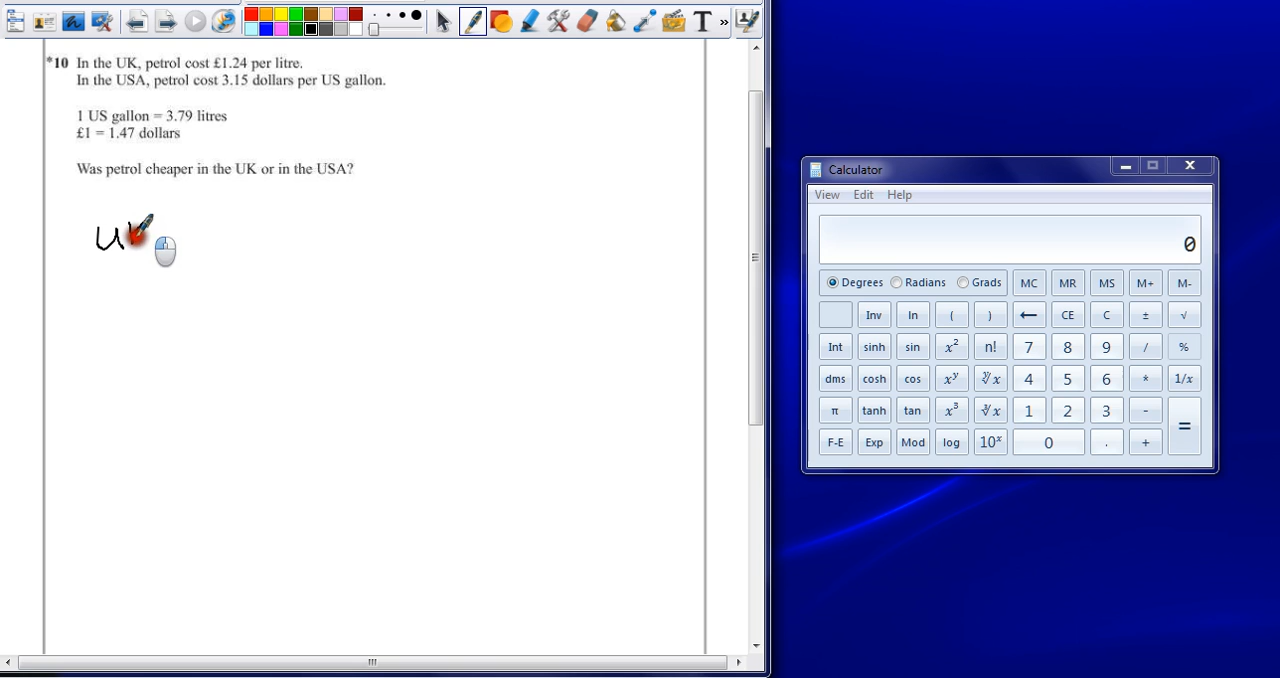 *10 In the UK, petrol cost £1.24 per litre.
In the USA, petrol cost 3.15 dollars per US gallon.
1 US gallon = 3.79 litres
£1 = 1.47 dollars
Was petrol cheaper in the UK or in the USA?
T »
Calculator
View Edit Help
0
Degrees Radians Grads MC MR MS M+ M-
Inv ln ( ) ← CE C ± √
Int sinh sin x² n! 7 8 9 / %
dms cosh cos xʸ ʸ√x 4 5 6 * 1/x
π tanh tan x³ ³√x 1 2 3 - =
F-E Exp Mod log 10ˣ 0 . +